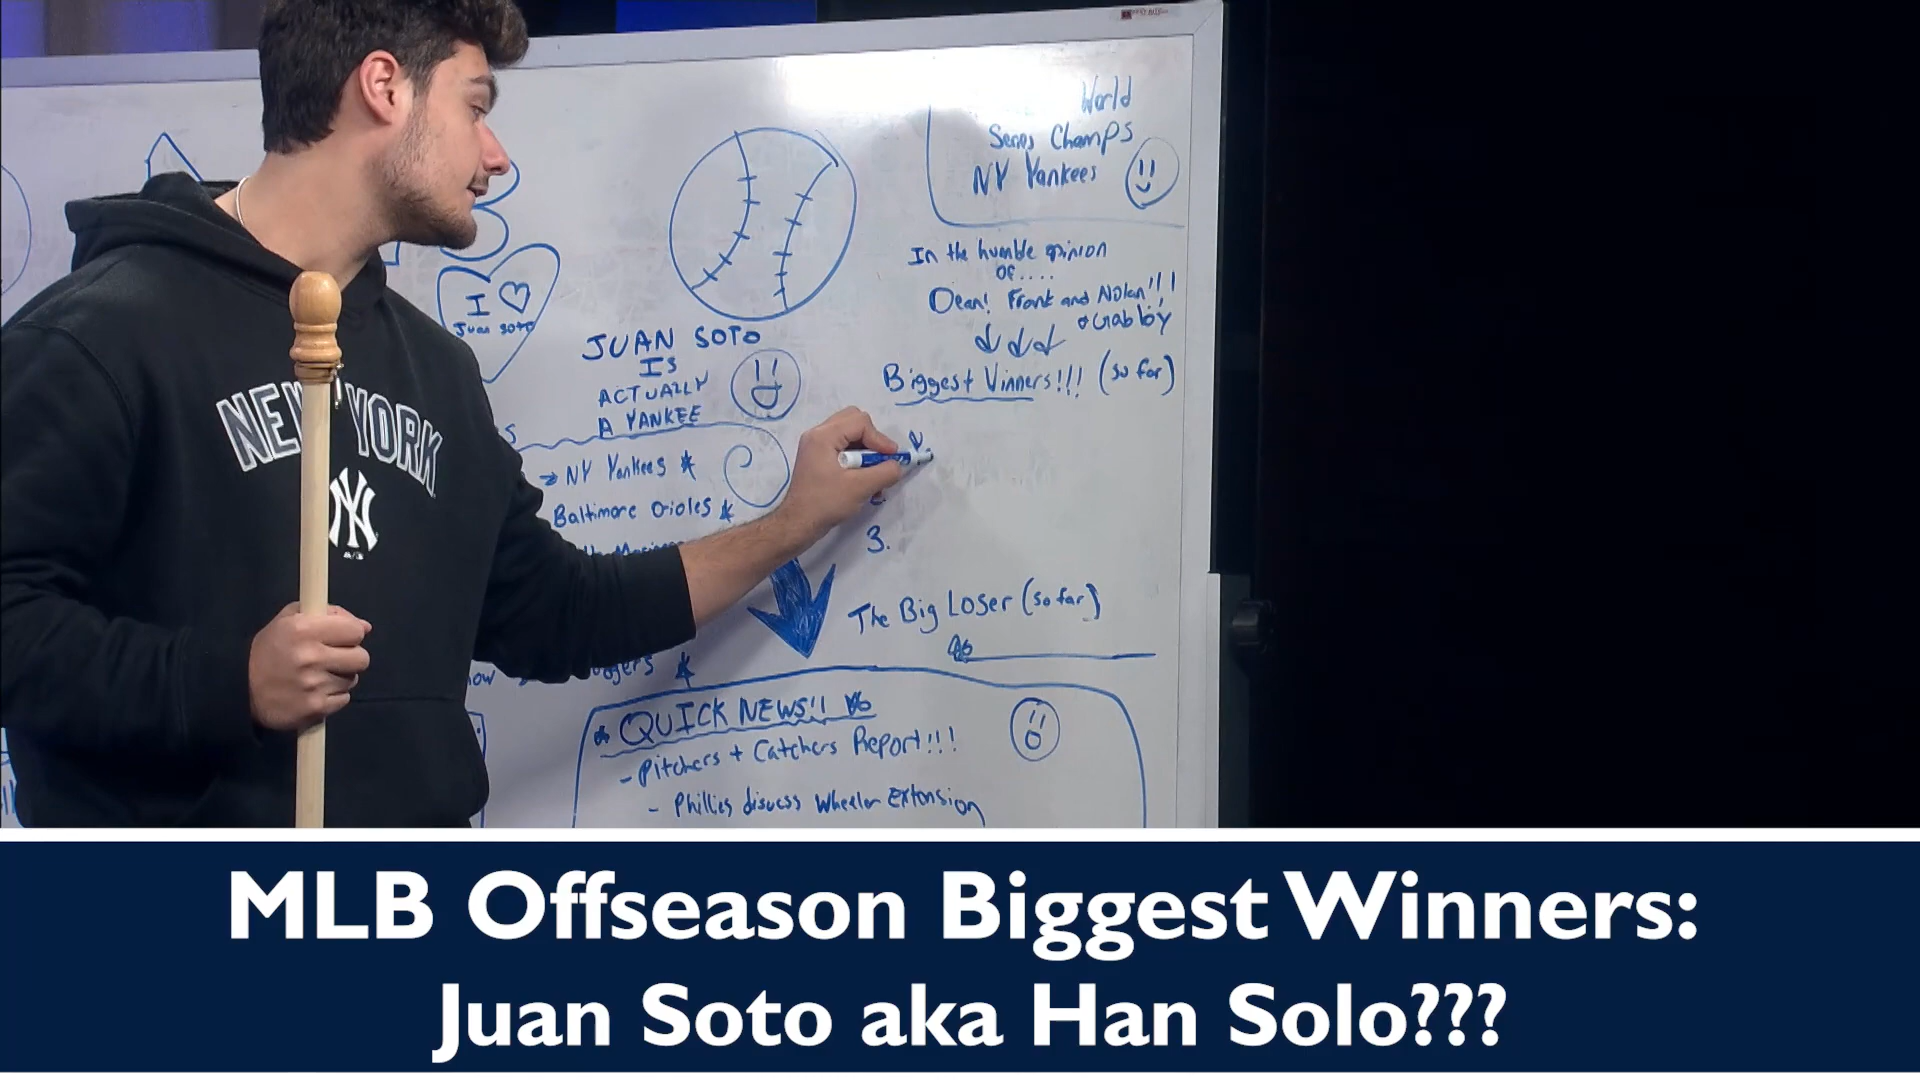 World
Series Champs
NY Yankees
In the humble opinion
of....
Dean! Frank and Nolan!!!
+ Gabby
Biggest Winners!!! (so far)
3.
The Big Loser (so far)
I ♡
Juan Soto
JUAN SOTO
IS
ACTUALLY
A YANKEE
NY Yankees *
Baltimore Orioles *
NEW YORK
NY
QUICK NEWS!!
- Pitchers + Catchers Report!!!
- Phillies disucss Wheeler Extension
MLB Offseason Biggest Winners:
Juan Soto aka Han Solo???